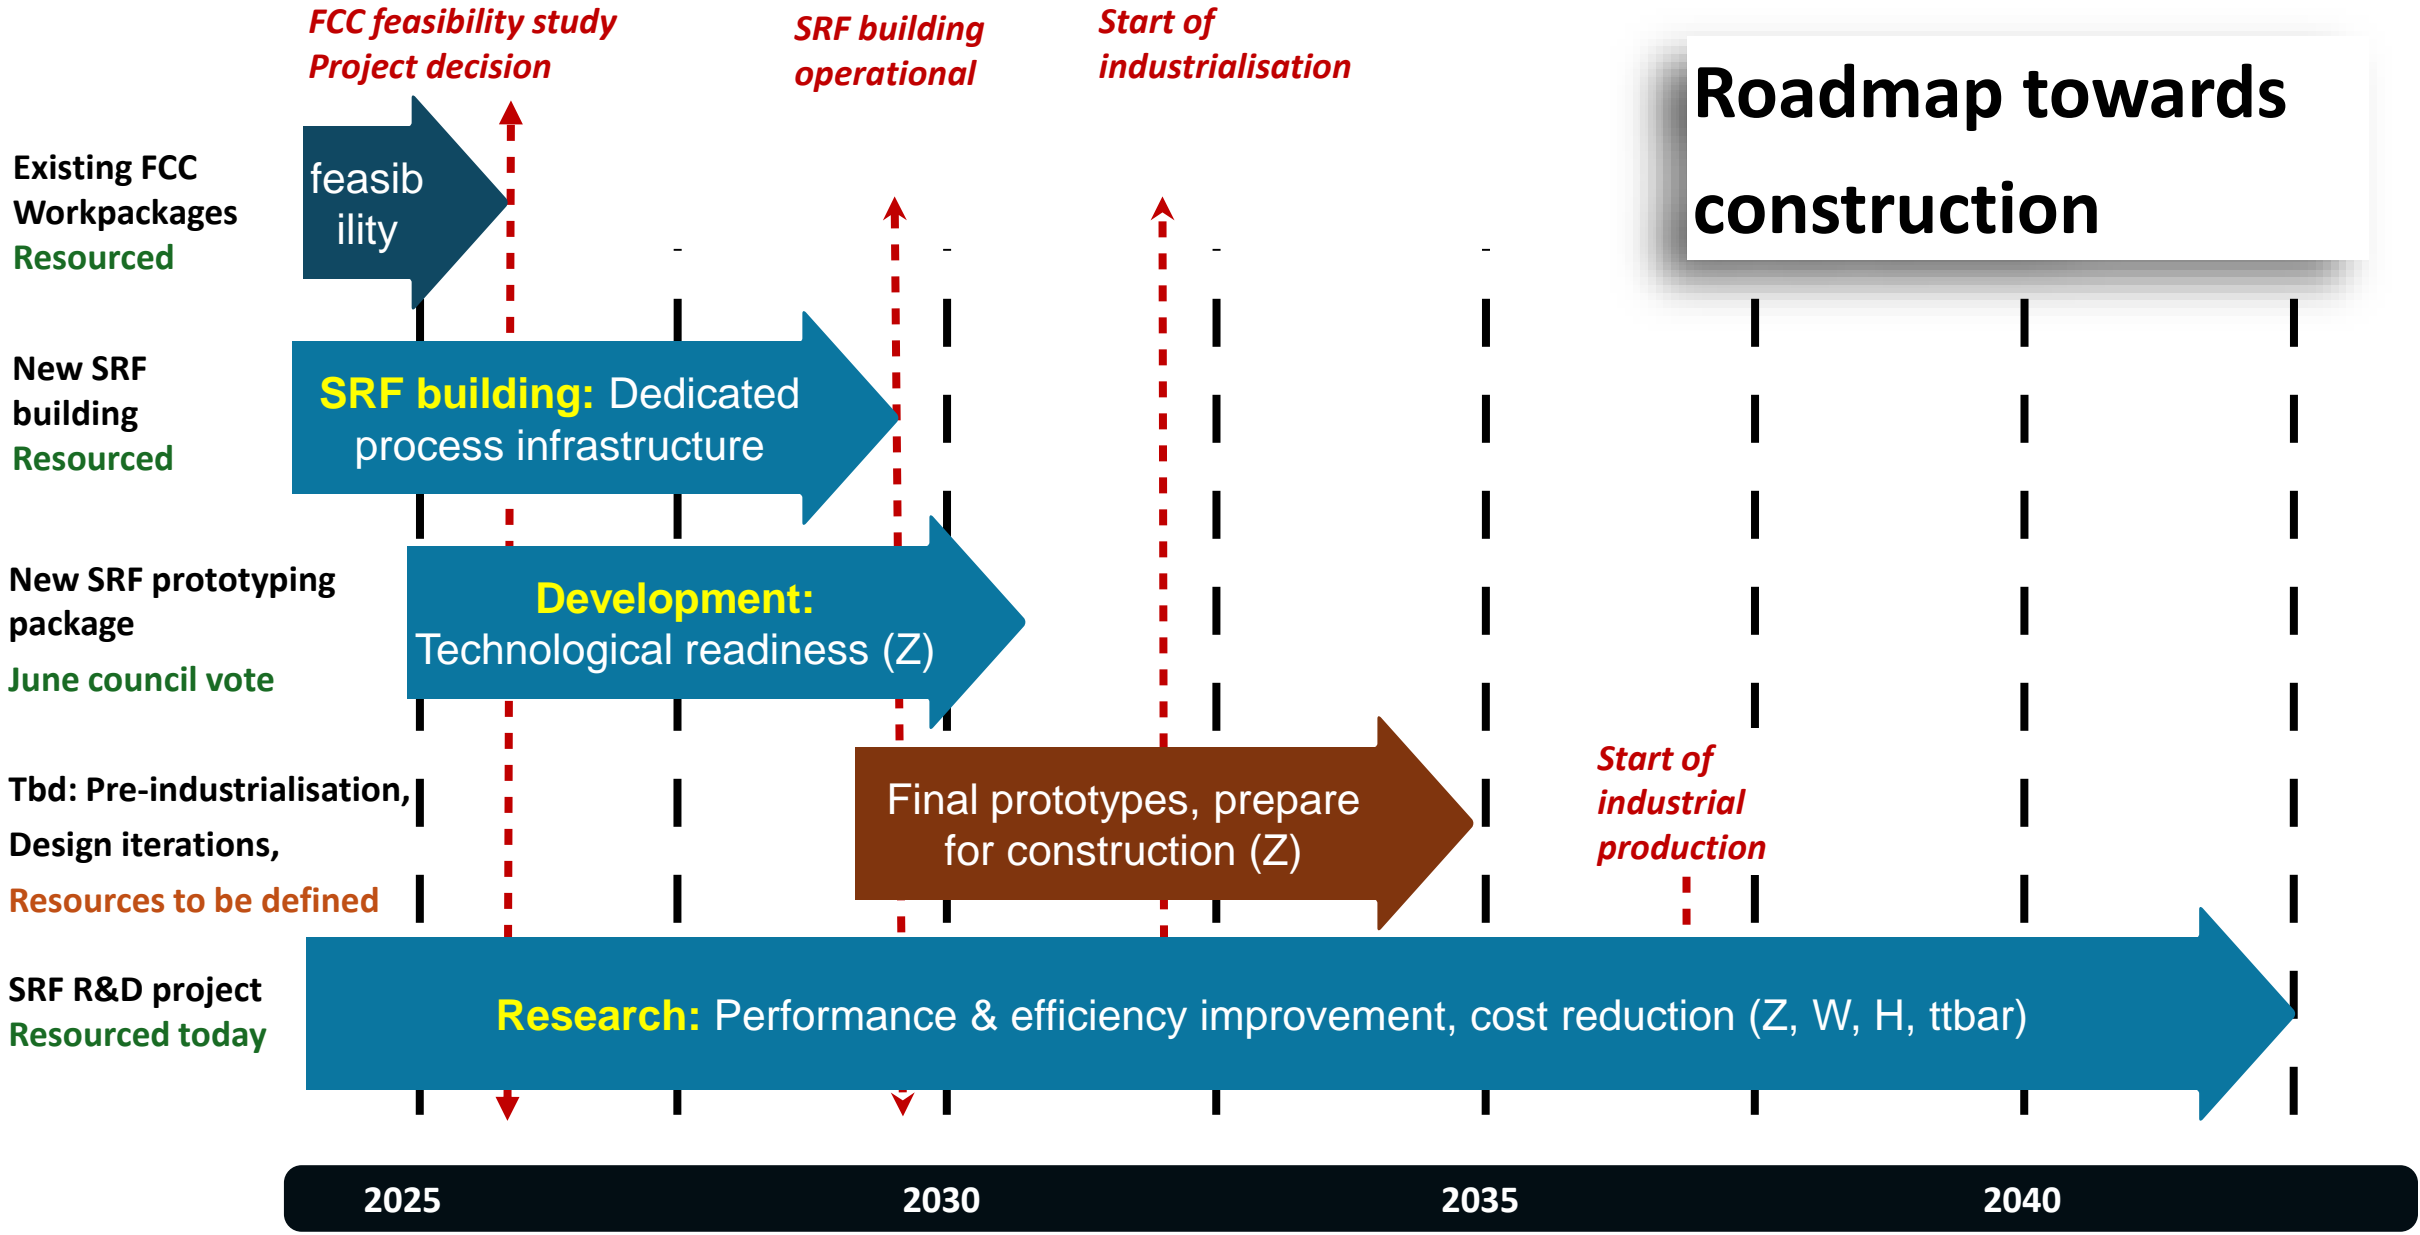 FCC feasibility study
Project decision
SRF building
operational
Start of
industrialisation
Roadmap towards
construction
Existing FCC
Workpackages
Resourced
feasib
ility
New SRF
building
Resourced
SRF building: Dedicated
process infrastructure
New SRF prototyping
package
June council vote
Development:
Technological readiness (Z)
Tbd: Pre-industrialisation,
Design iterations,
Resources to be defined
Final prototypes, prepare
for construction (Z)
Start of
industrial
production
SRF R&D project
Resourced today
Research: Performance & efficiency improvement, cost reduction (Z, W, H, ttbar)
2025
2030
2035
2040